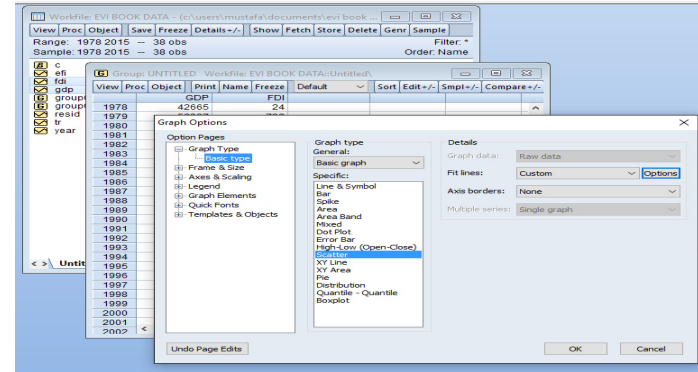 Workfile: EVI BOOK DATA - (c:\users\mustafa\documents\evi book ...
View Proc Object Save Freeze Details+/- Show Fetch Store Delete Genr Sample
Range: 1978 2015 -- 38 obs Filter: *
Sample: 1978 2015 -- 38 obs Order: Name
c
efi
fdi
gdp
group
group
resid
tr
year
< > Untit
Group: UNTITLED Workfile: EVI BOOK DATA::Untitled\
View Proc Object Print Name Freeze Default Sort Edit+/- Smpl+/- Compare+/-
GDP FDI
1978 42665 24
1979
1980
1981
1982
1983
1984
1985
1986
1987
1988
1989
1990
1991
1992
1993
1994
1995
1996
1997
1998
1999
2000
2001
2002 <
Graph Options
Option Pages
Graph Type
Basic type
Frame & Size
Axes & Scaling
Legend
Graph Elements
Quick Fonts
Templates & Objects
Undo Page Edits
Graph type
General:
Basic graph
Specific:
Line & Symbol
Bar
Spike
Area
Area Band
Mixed
Dot Plot
Error Bar
High-Low (Open-Close)
Scatter
XY Line
XY Area
Pie
Distribution
Quantile - Quantile
Boxplot
Details
Graph data: Raw data
Fit lines: Custom Options
Axis borders: None
Multiple series: Single graph
OK Cancel